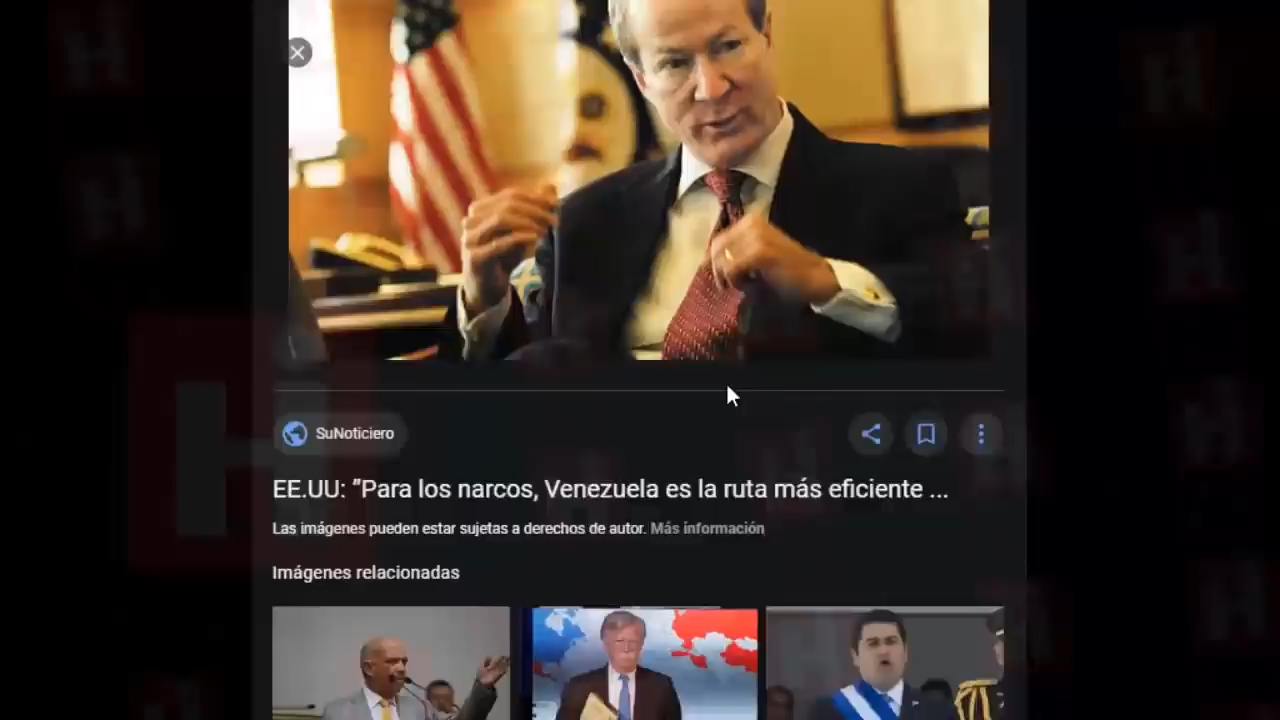 SuNoticiero
EE.UU: "Para los narcos, Venezuela es la ruta más eficiente ...
Las imágenes pueden estar sujetas a derechos de autor. Más información
Imágenes relacionadas